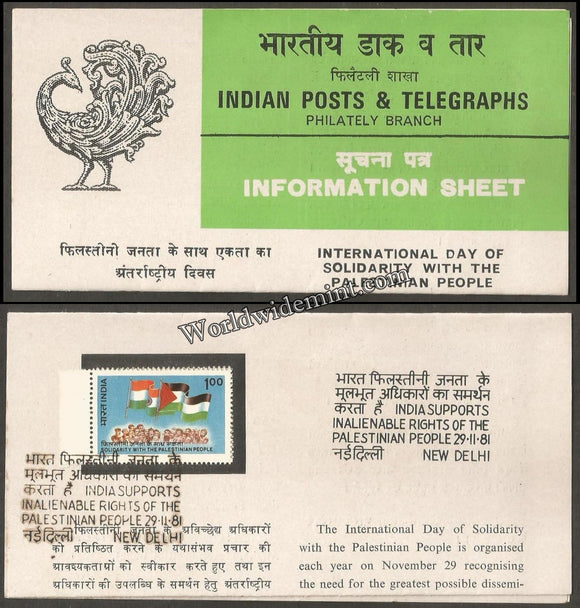 भारतीय डाक व तार
फिलैटली शाखा
INDIAN POSTS & TELEGRAPHS
PHILATELY BRANCH
सूचना पत्र
INFORMATION SHEET
फिलस्तीनी जनता के साथ एकता का
अंतर्राष्ट्रीय दिवस
INTERNATIONAL DAY OF
SOLIDARITY WITH THE
PALESTINIAN PEOPLE
Worldwidemint.com
भारत INDIA
1.00
फिलिस्तीनी जनता के साथ एकता
SOLIDARITY WITH THE PALESTINIAN PEOPLE
भारत फिलस्तीनी जनता के
मूलभूत अधिकारों का समर्थन
करता है INDIA SUPPORTS
INALIENABLE RIGHTS OF THE
PALESTINIAN PEOPLE 29·11·81
नई दिल्ली NEW DELHI
भारत फिलस्तीनी जनता के
मूलभूत अधिकारों का समर्थन
करता है INDIA SUPPORTS
INALIENABLE RIGHTS OF THE
PALESTINIAN PEOPLE 29·11·81
नई दिल्ली NEW DELHI
फिलस्तीनी जनता के अविच्छेद्य अधिकारों
को प्रतिष्ठित करने के यथासंभव प्रचार की
आवश्यकताओं को स्वीकार करते हुए तथा इन
अधिकारों की उपलब्धि के समर्थन हेतु अंतर्राष्ट्रीय
The International Day of Solidarity
with the Palestinian People is organised
each year on November 29 recognising
the need for the greatest possible dissemi-